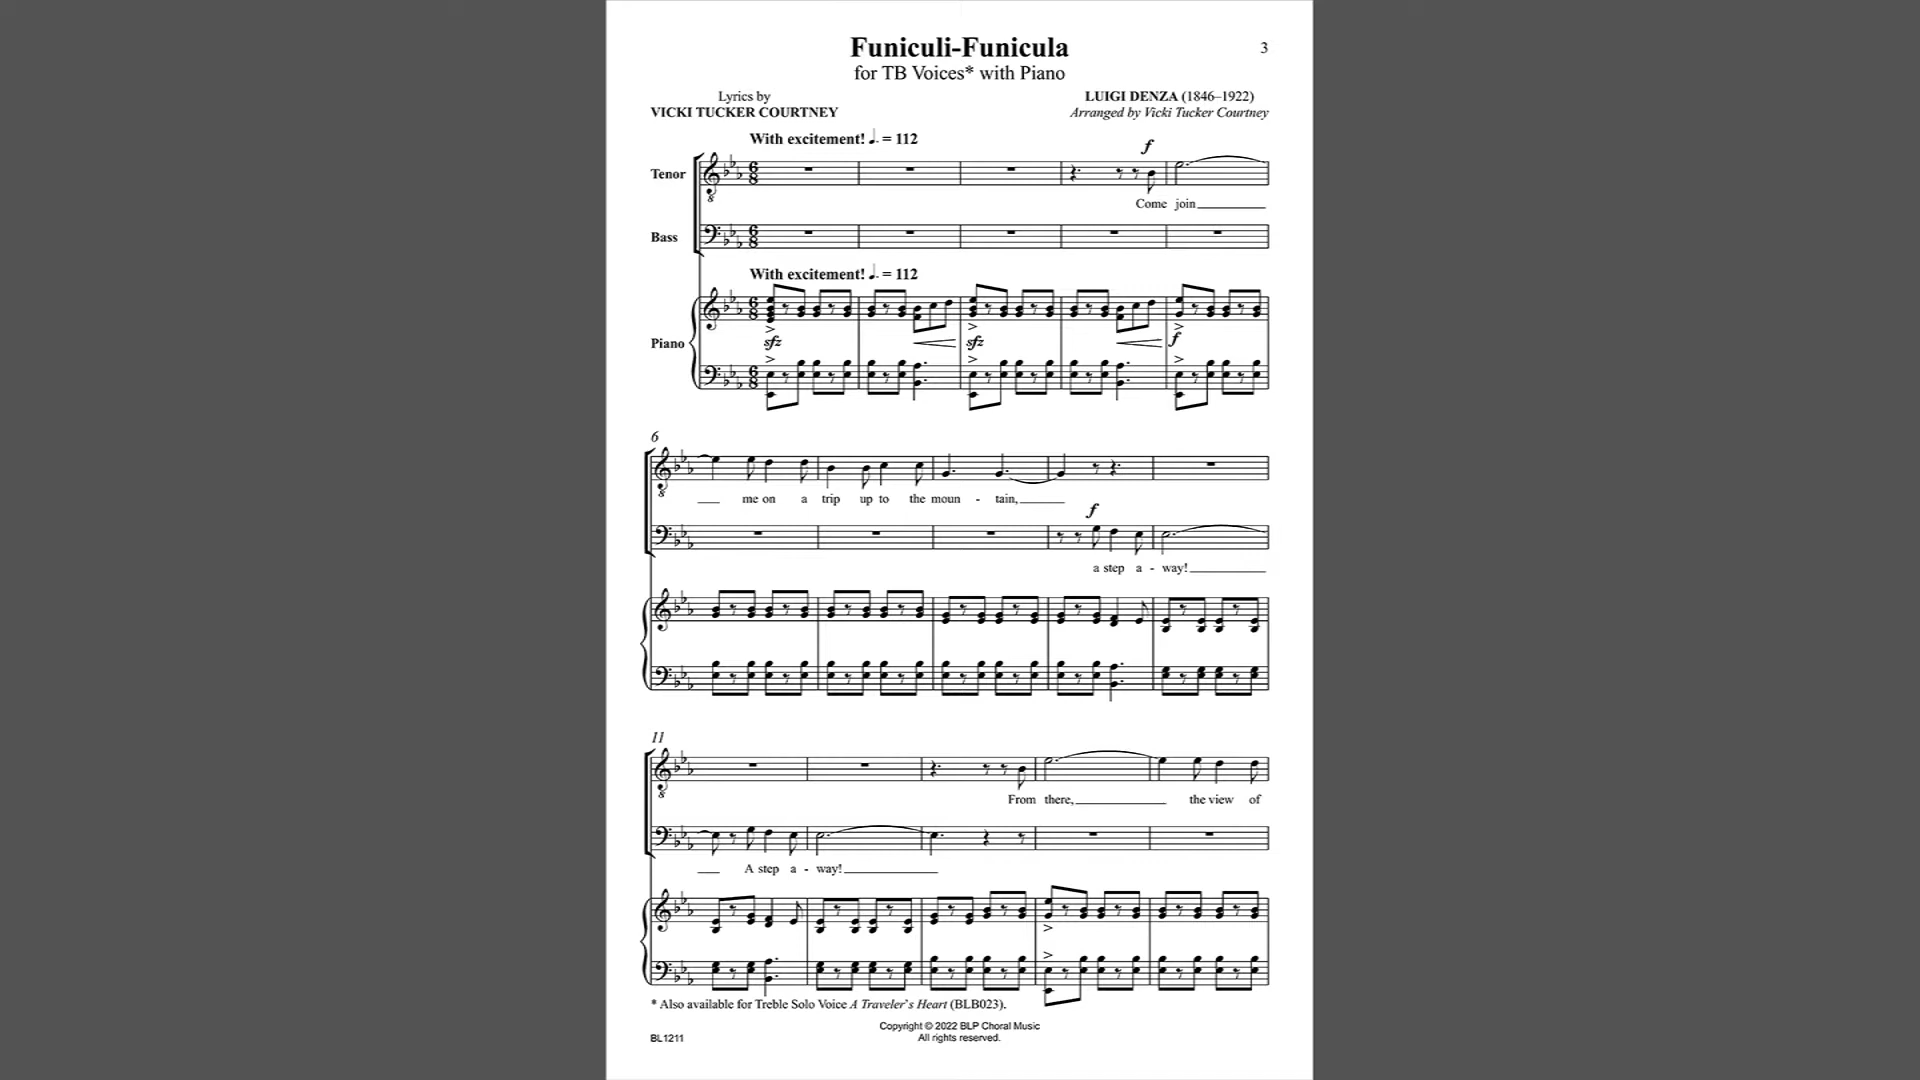 Funiculi-Funicula
3
for TB Voices* with Piano
Lyrics by
VICKI TUCKER COURTNEY
LUIGI DENZA (1846–1922)
Arranged by Vicki Tucker Courtney
With excitement! ♩. = 112
f
Tenor
8
Come join
Bass
With excitement! ♩. = 112
Piano
sfz sfz f
6
8
me on a trip up to the moun - tain,
f
a step a - way!
11
8
From there, the view of
A step a - way!
* Also available for Treble Solo Voice A Traveler's Heart (BLB023).
Copyright © 2022 BLP Choral Music
All rights reserved.
BL1211